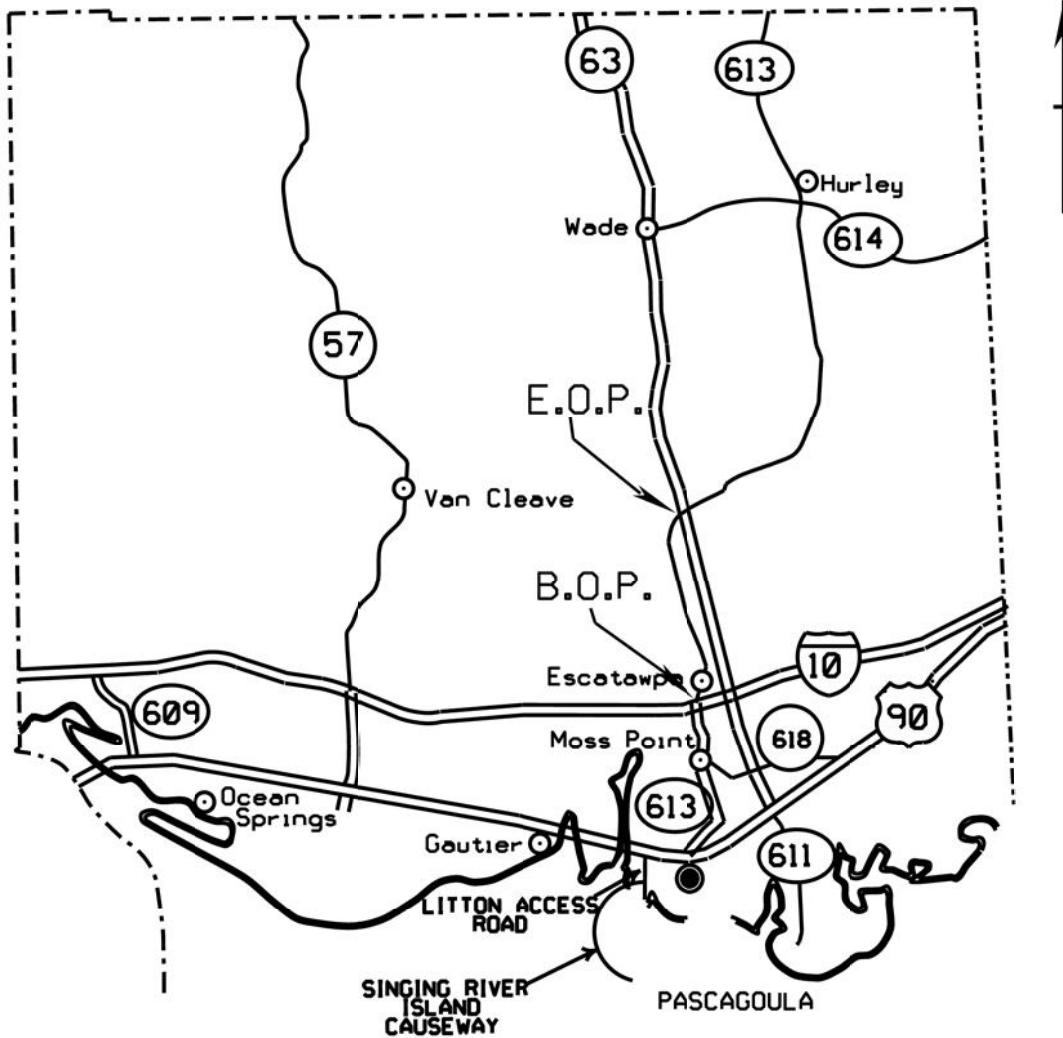 63
613
Hurley
Wade
614
57
E.O.P.
Van Cleave
B.O.P.
Escatawpa
10
609
90
Moss Point
618
Ocean
Springs
613
Gautier
611
LITTON ACCESS
ROAD
SINGING RIVER
ISLAND
CAUSEWAY
PASCAGOULA